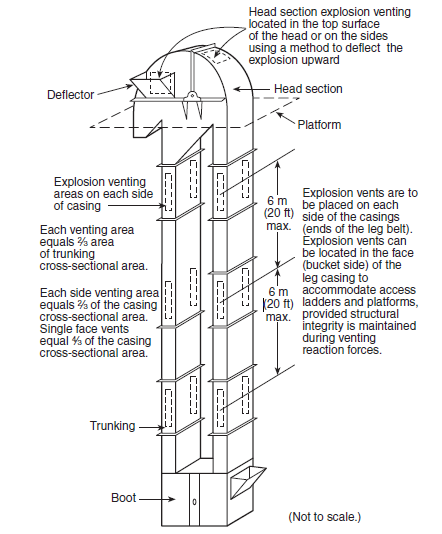 Head section explosion venting
located in the top surface
of the head or on the sides
using a method to deflect the
explosion upward
Deflector
Head section
Platform
Explosion venting
areas on each side
of casing
Each venting area
equals ⅔ area
of trunking
cross-sectional area.
Each side venting area
equals ⅔ of the casing
cross-sectional area.
Single face vents
equal ⁴⁄₃ of the casing
cross-sectional area.
6 m
(20 ft)
max.
6 m
(20 ft)
max.
Explosion vents are to
be placed on each
side of the casings
(ends of the leg belt).
Explosion vents can
be located in the face
(bucket side) of the
leg casing to
accommodate access
ladders and platforms,
provided structural
integrity is maintained
during venting
reaction forces.
Trunking
Boot
(Not to scale.)